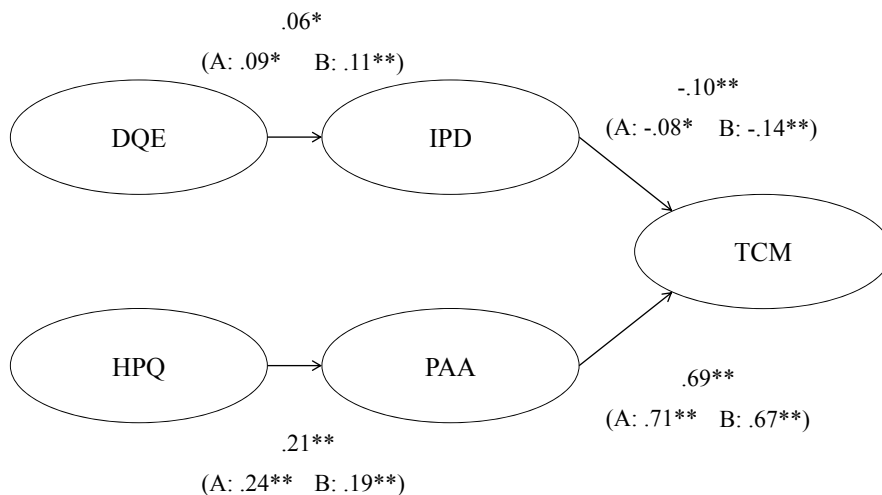 .06*
(A: .09* B: .11**)
-.10**
(A: -.08* B: -.14**)
DQE
IPD
TCM
HPQ
PAA
.69**
(A: .71** B: .67**)
.21**
(A: .24** B: .19**)